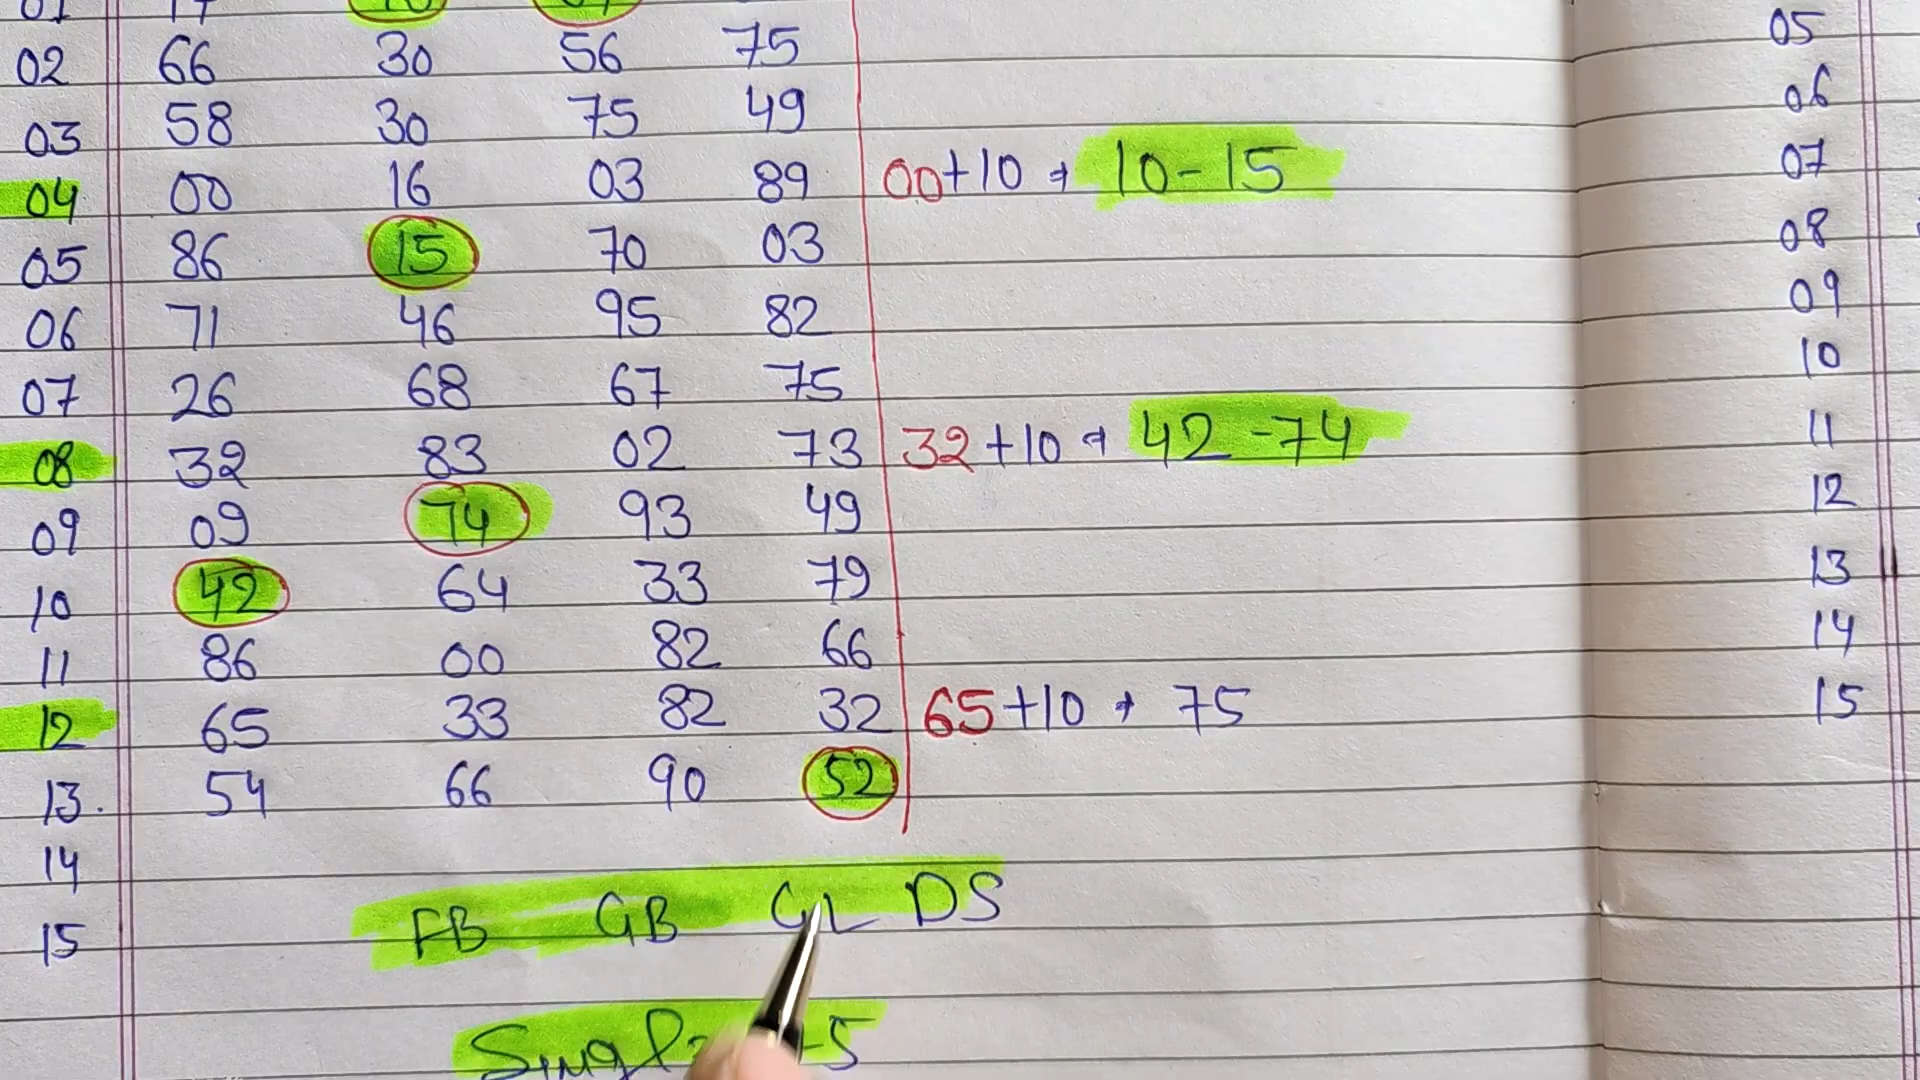 02 66 30 56 75 05
03 58 30 75 49 06
04 00 16 03 89 00+10 → 10-15 07
05 86 15 70 03 08
06 71 46 95 82 09
07 26 68 67 75 10
08 32 83 02 73 32+10 → 42-74 11
09 09 74 93 49 12
10 42 64 33 79 13
11 86 00 82 66 14
12 65 33 82 32 65+10 → 75 15
13. 54 66 90 52
14
15 FB GB GL DS
5